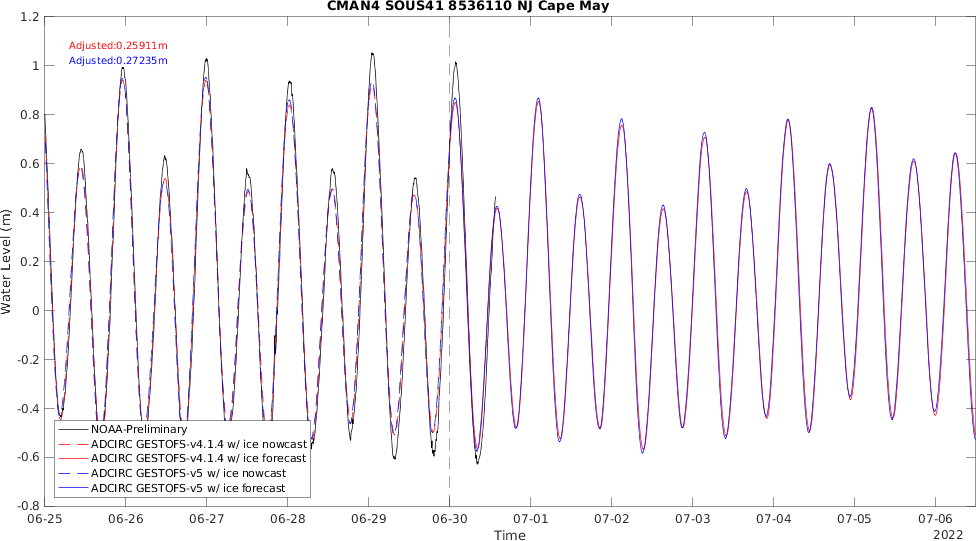 CMAN4 SOUS41 8536110 NJ Cape May
1.2
1
0.8
0.6
0.4
0.2
0
-0.2
-0.4
-0.6
-0.8
Water Level (m)
Adjusted:0.25911m
Adjusted:0.27235m
NOAA-Preliminary
ADCIRC GESTOFS-v4.1.4 w/ ice nowcast
ADCIRC GESTOFS-v4.1.4 w/ ice forecast
ADCIRC GESTOFS-v5 w/ ice nowcast
ADCIRC GESTOFS-v5 w/ ice forecast
06-25 06-26 06-27 06-28 06-29 06-30 07-01 07-02 07-03 07-04 07-05 07-06
Time
2022